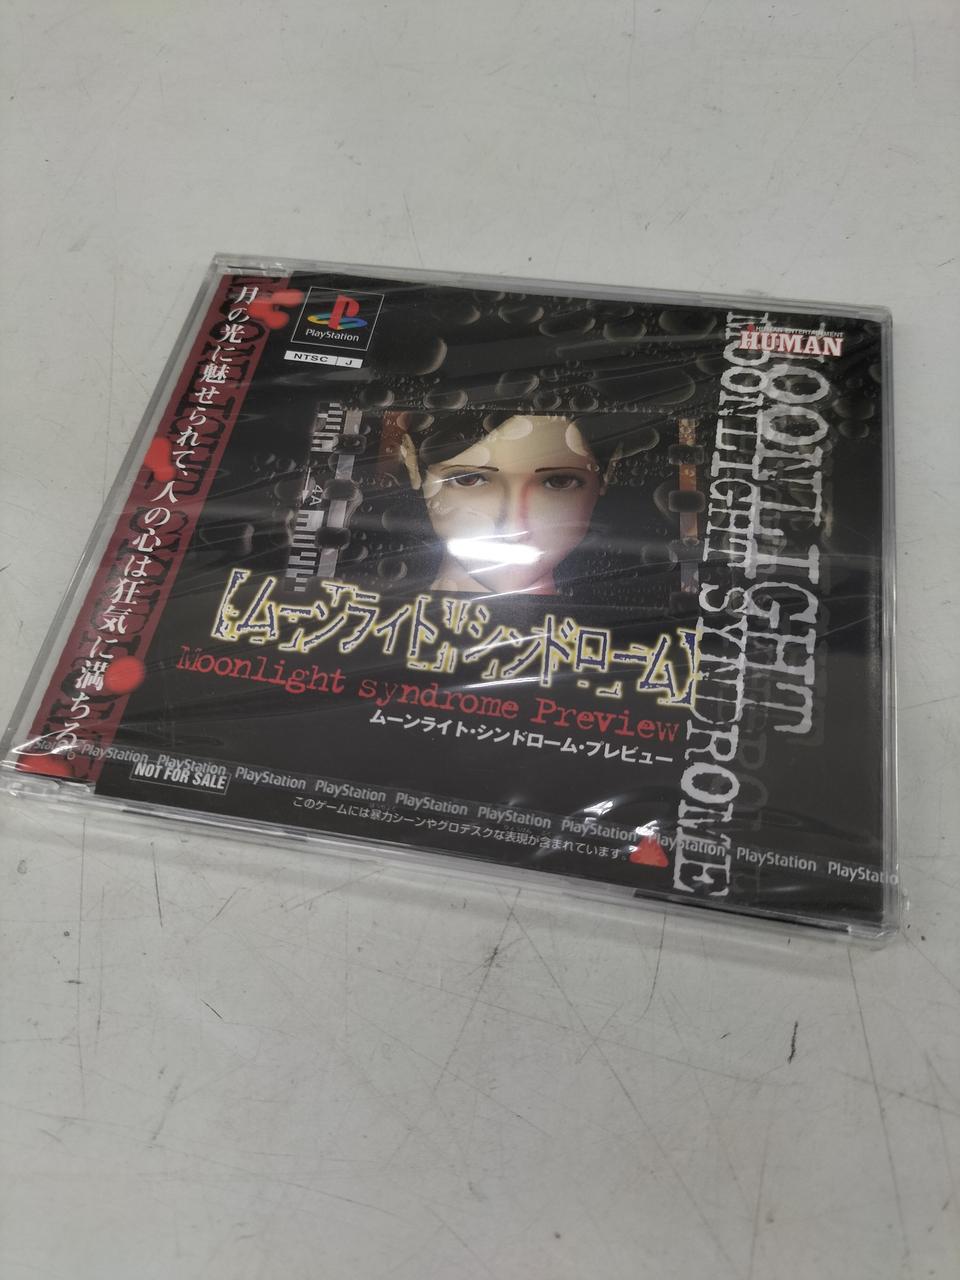 月の光に魅せられて、人の心は狂気に満ちる。
PlayStation
NTSC J
HUMAN ENTERTAINMENT
HUMAN
MOONLIGHT SYNDROME
MOONLIGHT
[ムーンライト・シンドローム]
Moonlight syndrome Preview
ムーンライト・シンドローム・プレビュー
NOT FOR SALE
PlayStation PlayStation PlayStation PlayStation PlayStation PlayStation PlayStation PlayStation PlayStation PlayStation
このゲームには暴力シーンやグロテスクな表現が含まれています。